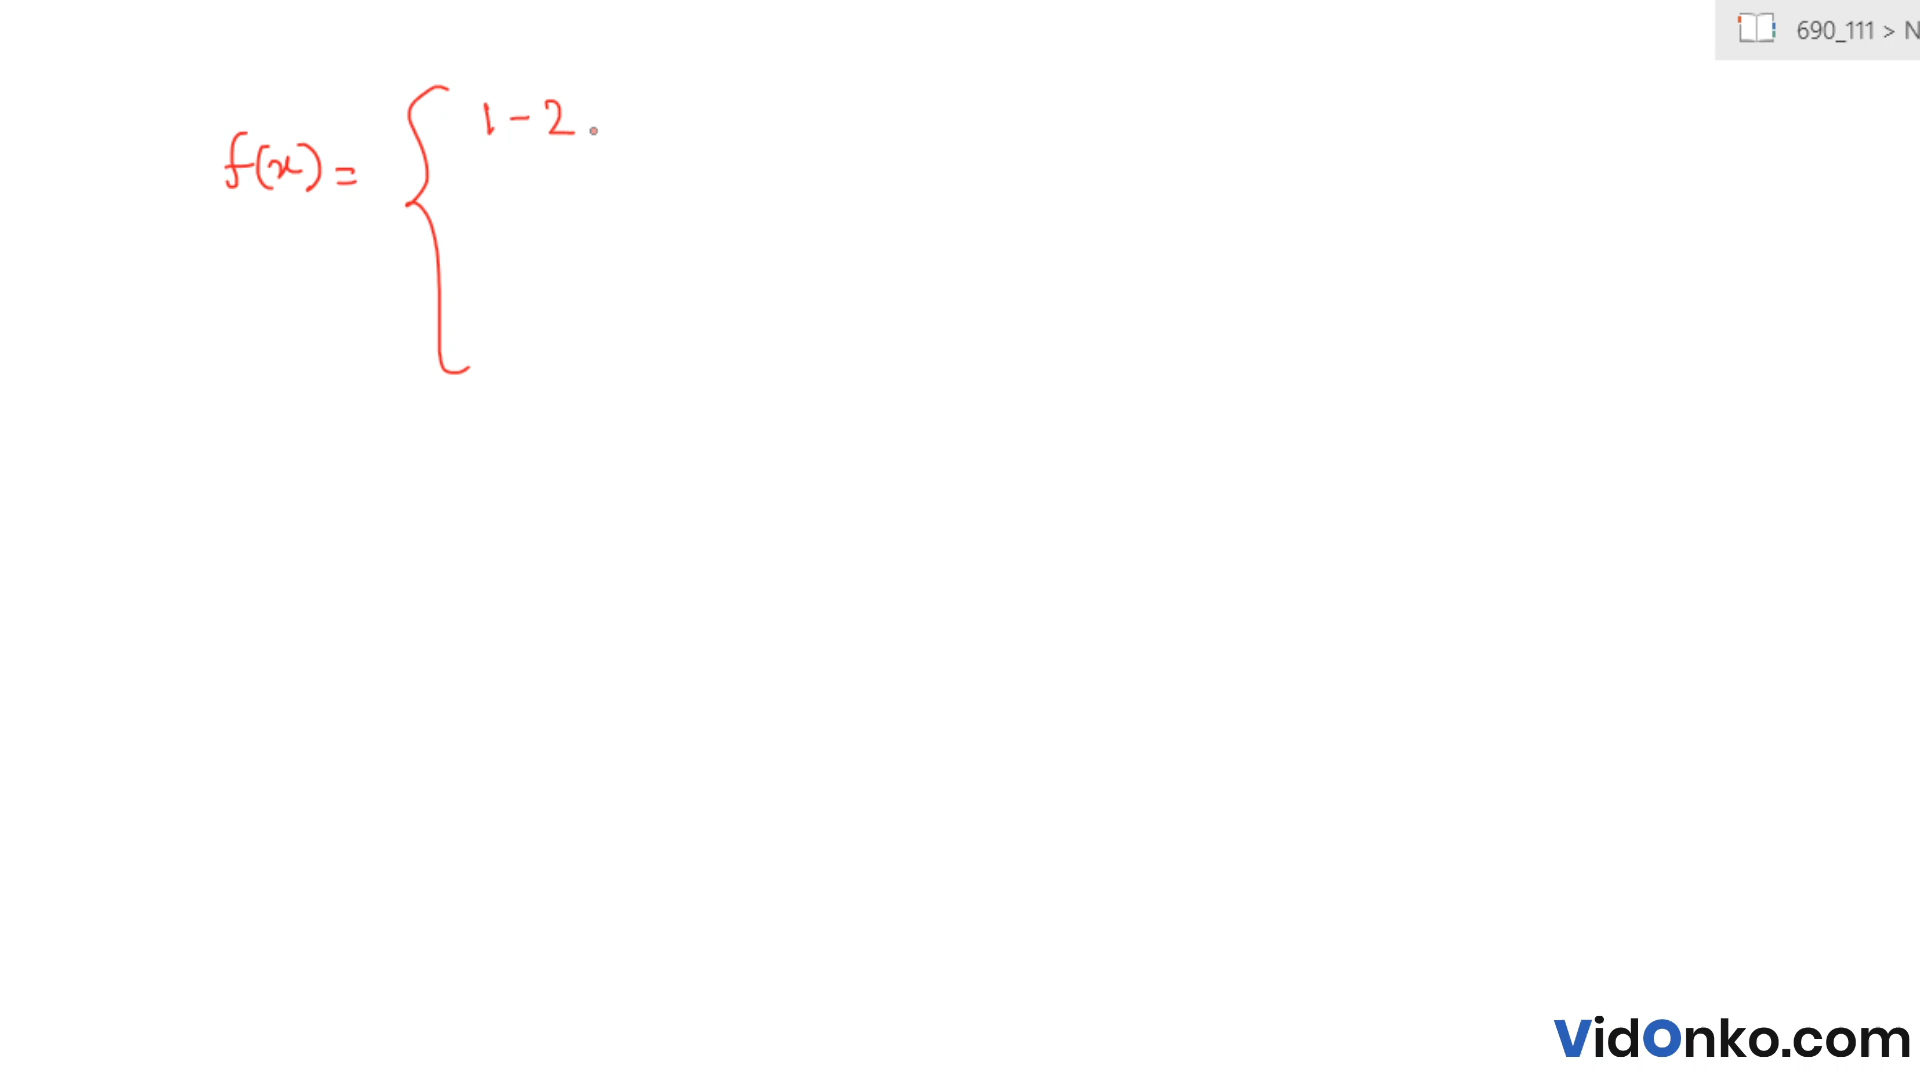 690_111 > N
1-2
f(x) = {
VidOnko.com